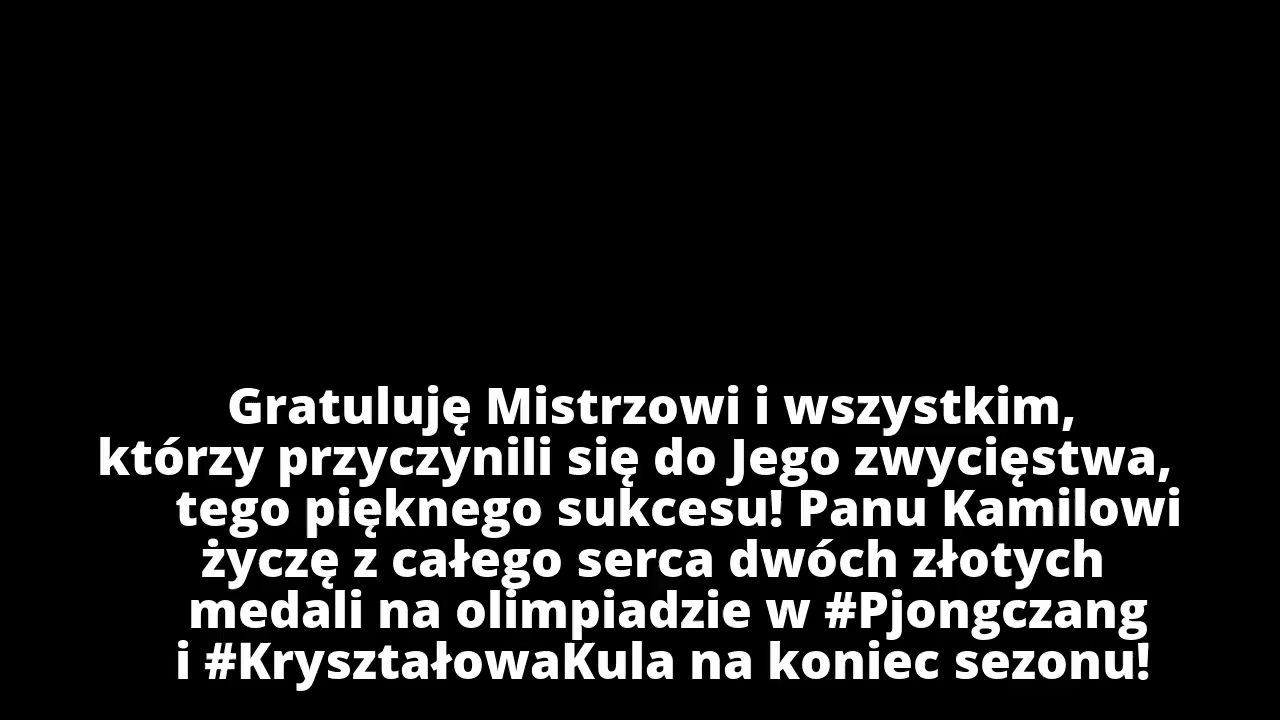 Gratuluję Mistrzowi i wszystkim,
którzy przyczynili się do Jego zwycięstwa,
tego pięknego sukcesu! Panu Kamilowi
życzę z całego serca dwóch złotych
medali na olimpiadzie w #Pjongczang
i #KryształowaKula na koniec sezonu!